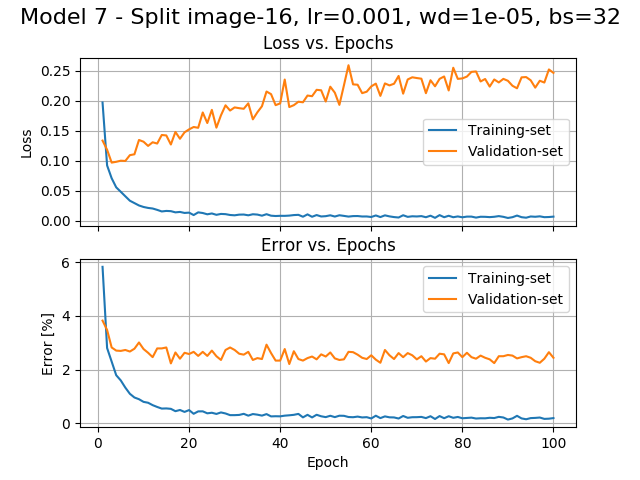 Model 7 - Split image-16, lr=0.001, wd=1e-05, bs=32
Loss vs. Epochs
0.25
0.20
0.15
0.10
0.05
0.00
Loss
Training-set
Validation-set
Error vs. Epochs
6
4
2
0
Error [%]
Training-set
Validation-set
0 20 40 60 80 100
Epoch